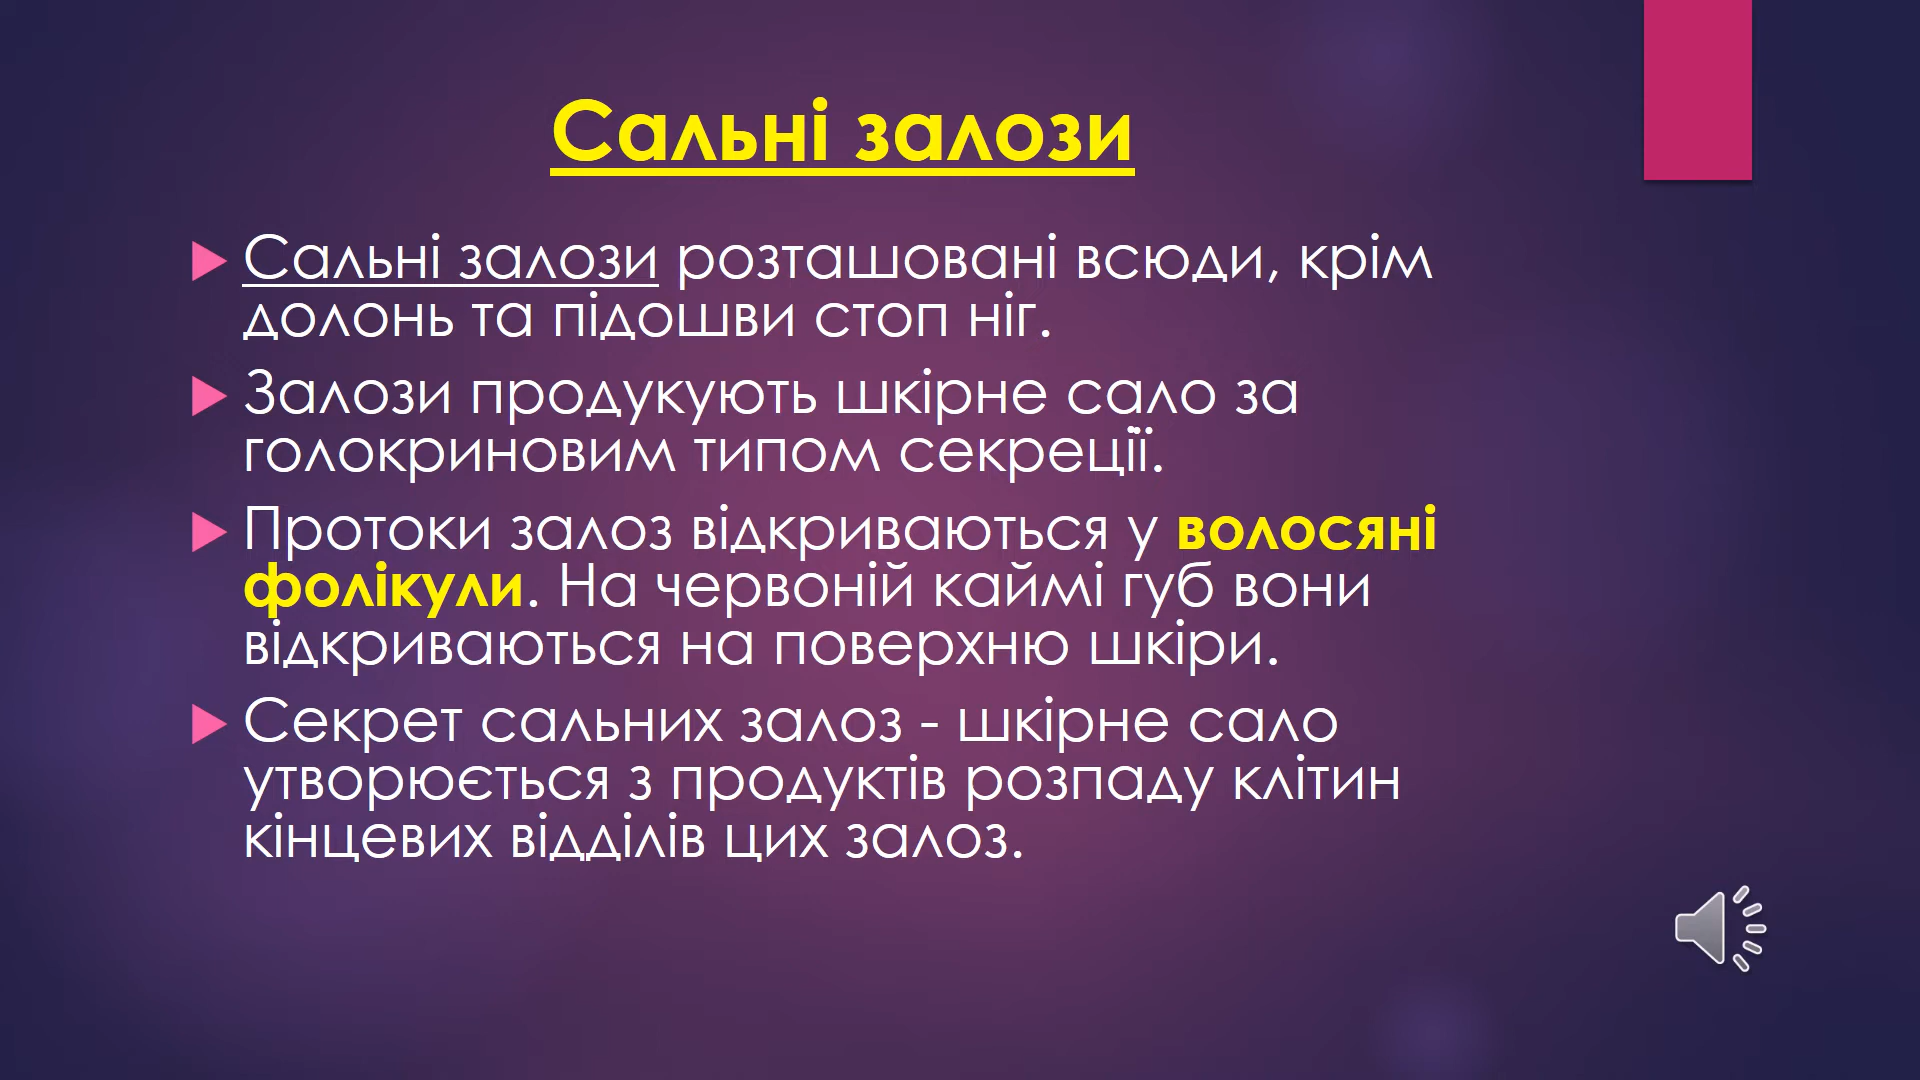 Сальні залози
Сальні залози розташовані всюди, крім
долонь та підошви стоп ніг.
Залози продукують шкірне сало за
голокриновим типом секреції.
Протоки залоз відкриваються у волосяні
фолікули. На червоній каймі губ вони
відкриваються на поверхню шкіри.
Секрет сальних залоз - шкірне сало
утворюється з продуктів розпаду клітин
кінцевих відділів цих залоз.